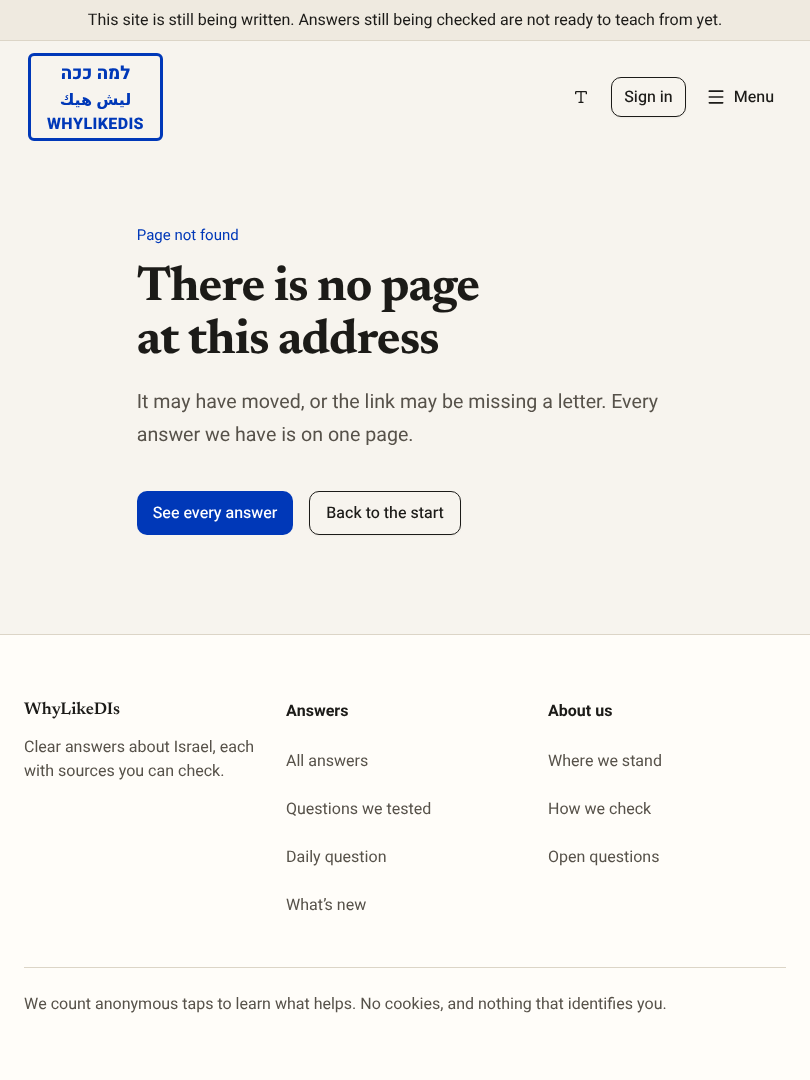 This site is still being written. Answers still being checked are not ready to teach from yet.
למה ככה
ليش هيك
WHYLIKEDIS
T
Sign in
Menu
Page not found
There is no page
at this address
It may have moved, or the link may be missing a letter. Every
answer we have is on one page.
See every answer
Back to the start
WhyLikeDIs
Clear answers about Israel, each
with sources you can check.
Answers
All answers
Questions we tested
Daily question
What’s new
About us
Where we stand
How we check
Open questions
We count anonymous taps to learn what helps. No cookies, and nothing that identifies you.